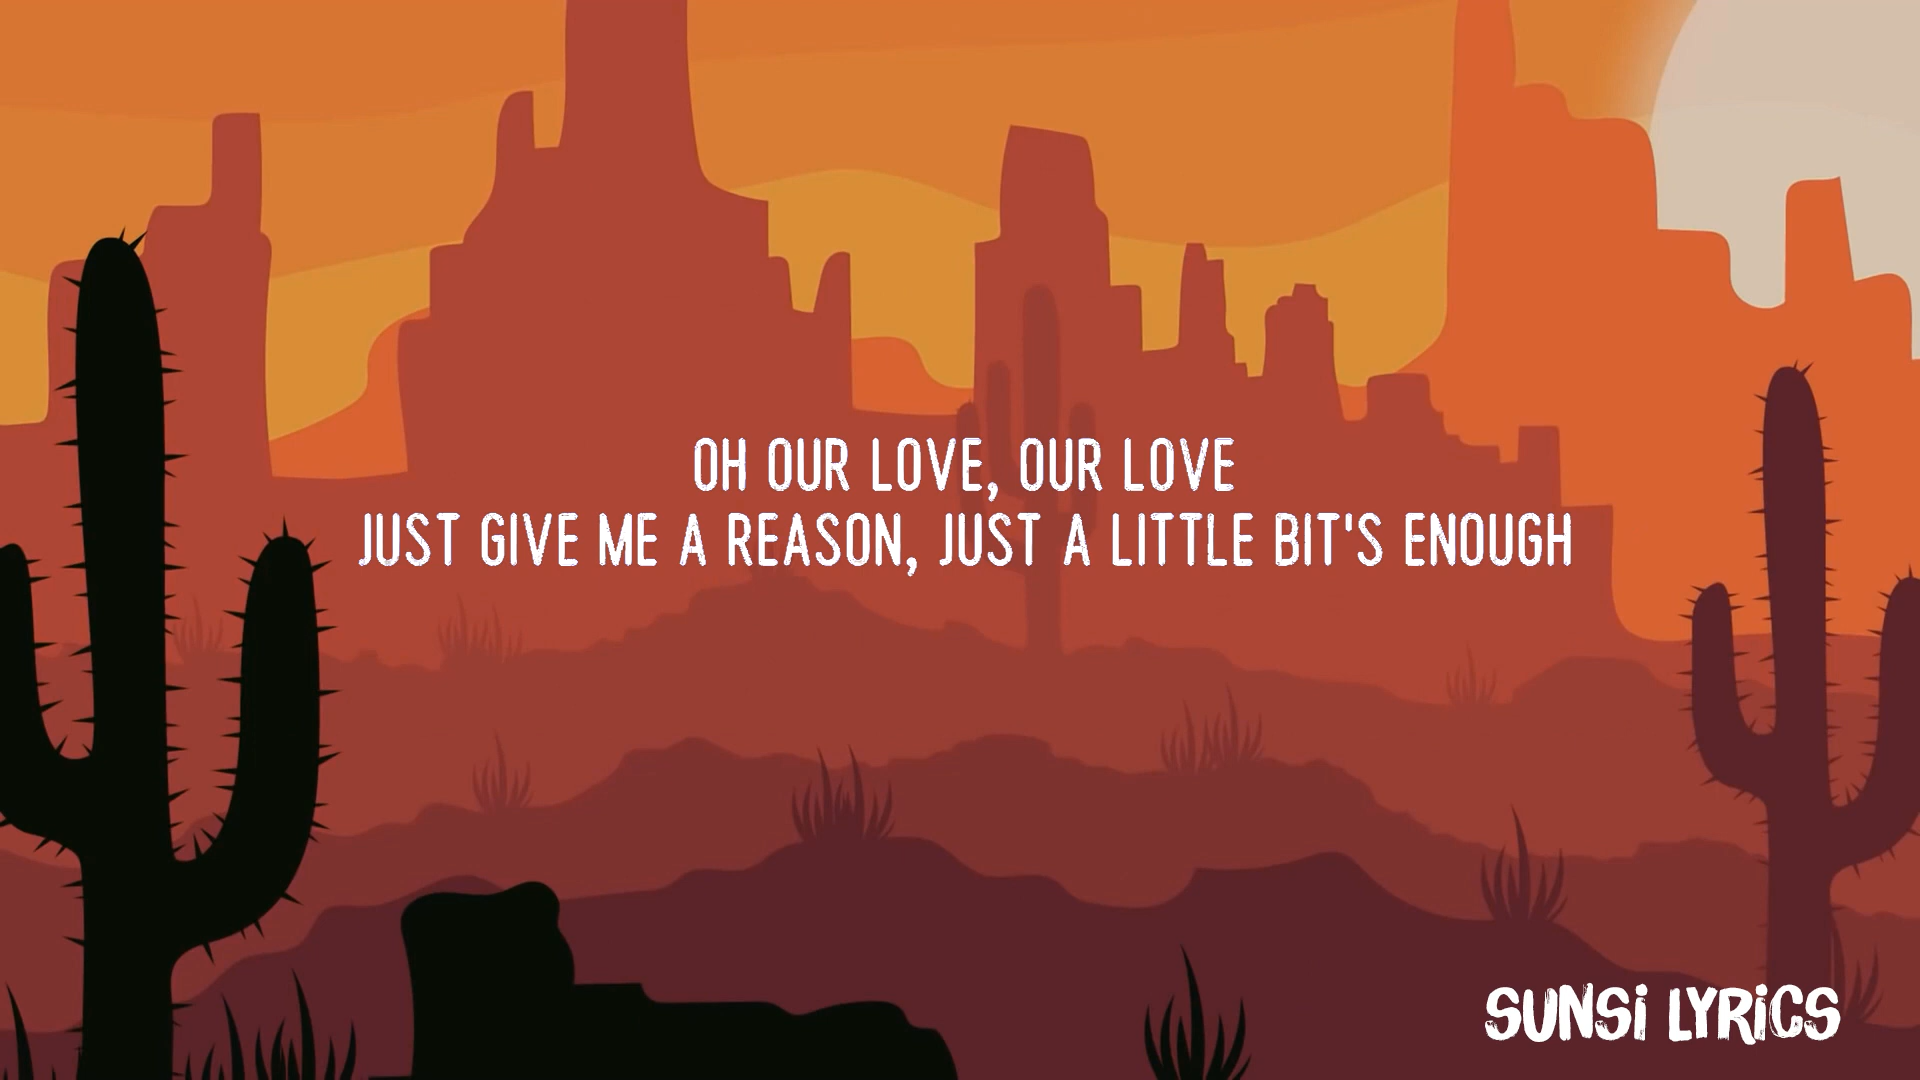 OH OUR LOVE, OUR LOVE
JUST GIVE ME A REASON, JUST A LITTLE BIT'S ENOUGH
SUNSi LYRiCS